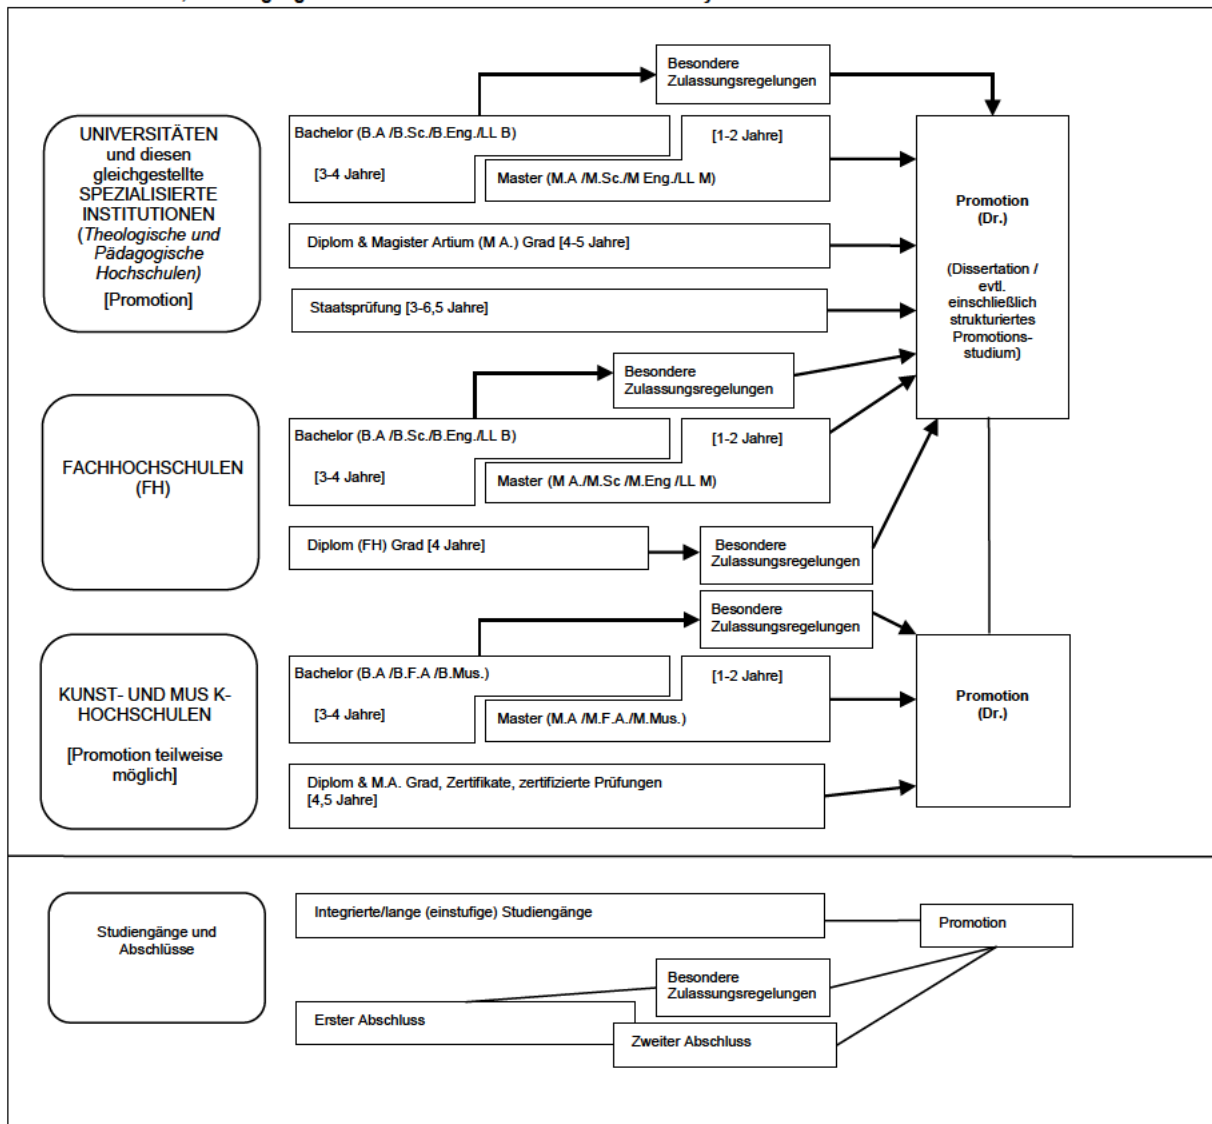 Besondere
Zulassungsregelungen
UNIVERSITÄTEN
und diesen
gleichgestellte
SPEZIALISIERTE
INSTITUTIONEN
(Theologische und
Pädagogische
Hochschulen)
[Promotion]
Bachelor (B.A /B.Sc./B.Eng./LL B)
[3-4 Jahre]
[1-2 Jahre]
Master (M.A /M.Sc./M Eng./LL M)
Diplom & Magister Artium (M A.) Grad [4-5 Jahre]
Staatsprüfung [3-6,5 Jahre]
Promotion
(Dr.)
(Dissertation /
evtl.
einschließlich
strukturiertes
Promotions-
studium)
Besondere
Zulassungsregelungen
FACHHOCHSCHULEN
(FH)
Bachelor (B.A /B.Sc./B.Eng./LL B)
[3-4 Jahre]
[1-2 Jahre]
Master (M A./M.Sc /M.Eng /LL M)
Diplom (FH) Grad [4 Jahre]
Besondere
Zulassungsregelungen
Besondere
Zulassungsregelungen
KUNST- UND MUS K-
HOCHSCHULEN
[Promotion teilweise
möglich]
Bachelor (B.A /B.F.A /B.Mus.)
[3-4 Jahre]
[1-2 Jahre]
Master (M.A /M.F.A./M.Mus.)
Diplom & M.A. Grad, Zertifikate, zertifizierte Prüfungen
[4,5 Jahre]
Promotion
(Dr.)
Studiengänge und
Abschlüsse
Integrierte/lange (einstufige) Studiengänge
Promotion
Besondere
Zulassungsregelungen
Erster Abschluss
Zweiter Abschluss